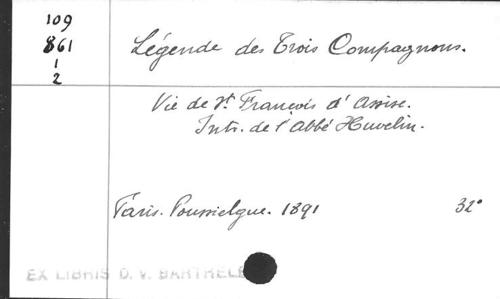 109
861
1
2
Légende des Trois Compagnons.
Vie de St. François d'Assise.
Intr. de l'Abbé Huvelin.
Paris. Poussielgue. 1891 32°
EX LIBRIS D. V. BARTHELE